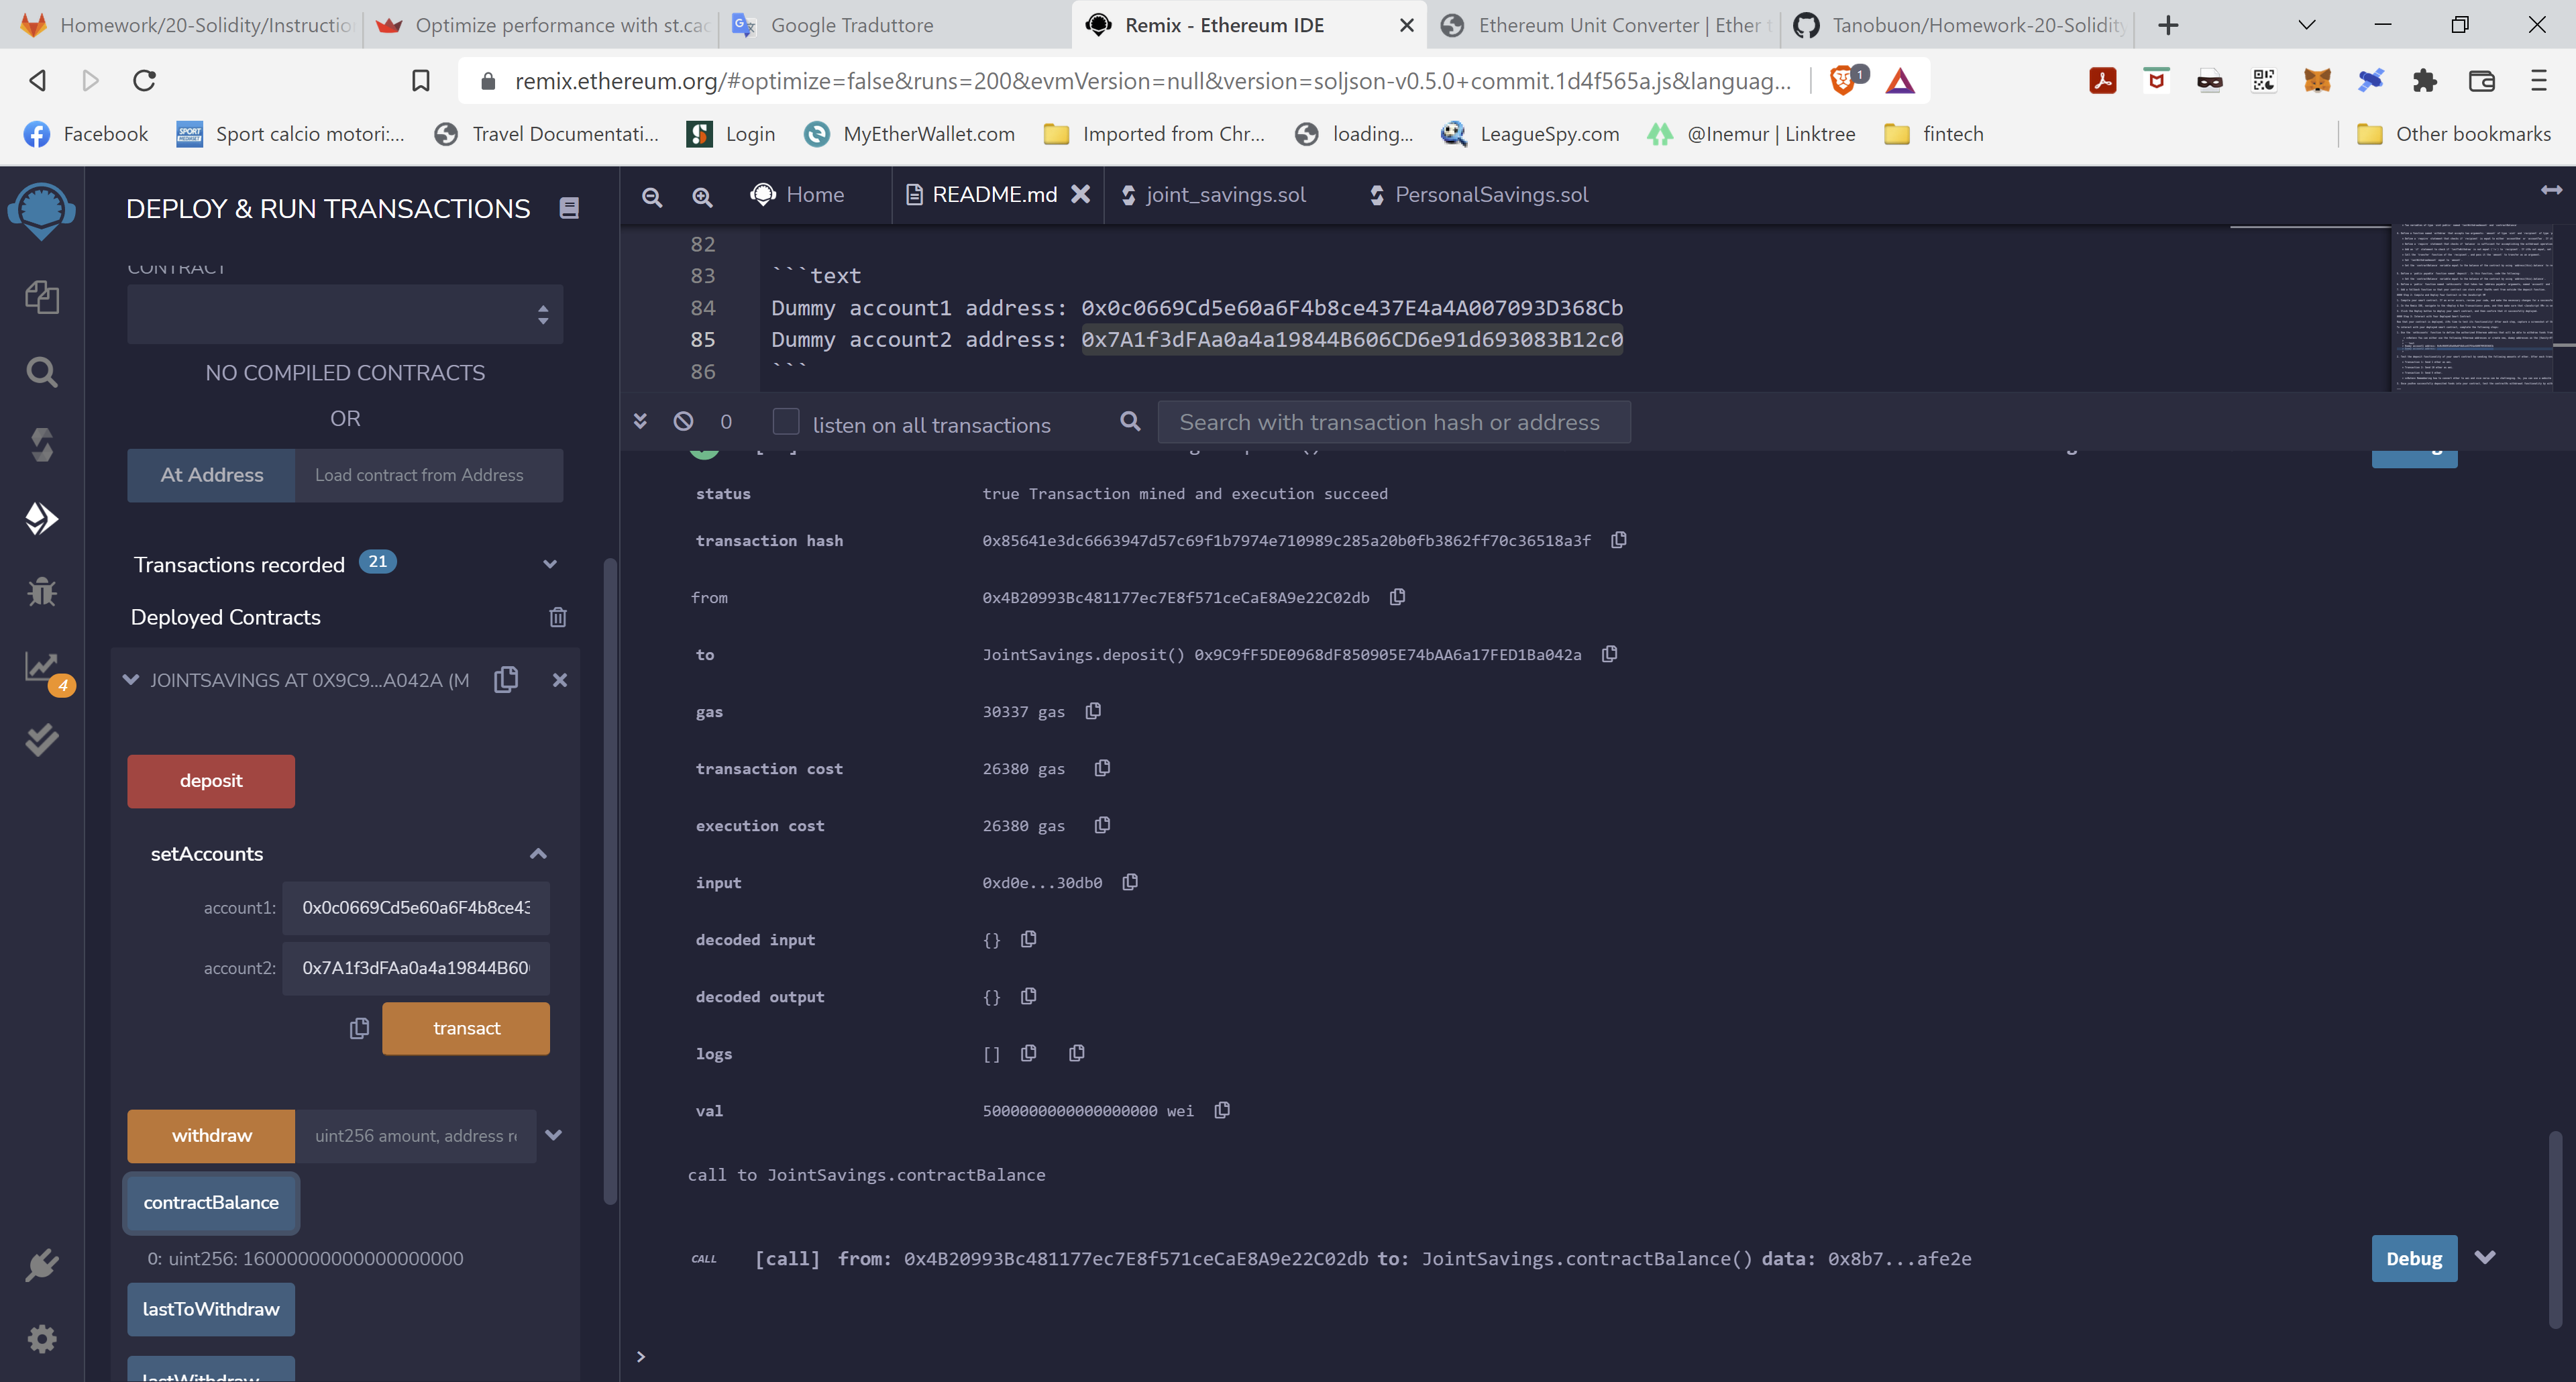 Homework/20-Solidity/Instructio
Optimize performance with st.cac
Google Traduttore
Remix - Ethereum IDE
Ethereum Unit Converter | Ether t
Tanobuon/Homework-20-Solidity
remix.ethereum.org/#optimize=false&runs=200&evmVersion=null&version=soljson-v0.5.0+commit.1d4f565a.js&languag...
1
Facebook
Sport calcio motori:...
Travel Documentati...
Login
MyEtherWallet.com
Imported from Chr...
loading...
LeagueSpy.com
@Inemur | Linktree
fintech
Other bookmarks
DEPLOY & RUN TRANSACTIONS
Home
README.md
joint_savings.sol
PersonalSavings.sol
CONTRACT
NO COMPILED CONTRACTS
OR
At Address
Load contract from Address
Transactions recorded 21
Deployed Contracts
JOINTSAVINGS AT 0X9C9...A042A (M
4
deposit
setAccounts
account1: 0x0c0669Cd5e60a6F4b8ce43
account2: 0x7A1f3dFAa0a4a19844B60
transact
withdraw
uint256 amount, address re
contractBalance
0: uint256: 16000000000000000000
lastToWithdraw
lastWithdraw
82
83 ```text
84 Dummy account1 address: 0x0c0669Cd5e60a6F4b8ce437E4a4A007093D368Cb
85 Dummy account2 address: 0x7A1f3dFAa0a4a19844B606CD6e91d693083B12c0
86 ```
0
listen on all transactions
Search with transaction hash or address
status true Transaction mined and execution succeed
transaction hash 0x85641e3dc6663947d57c69f1b7974e710989c285a20b0fb3862ff70c36518a3f
from 0x4B20993Bc481177ec7E8f571ceCaE8A9e22C02db
to JointSavings.deposit() 0x9C9fF5DE0968dF850905E74bAA6a17FED1Ba042a
gas 30337 gas
transaction cost 26380 gas
execution cost 26380 gas
input 0xd0e...30db0
decoded input {}
decoded output {}
logs []
val 5000000000000000000 wei
call to JointSavings.contractBalance
CALL [call] from: 0x4B20993Bc481177ec7E8f571ceCaE8A9e22C02db to: JointSavings.contractBalance() data: 0x8b7...afe2e
Debug
>